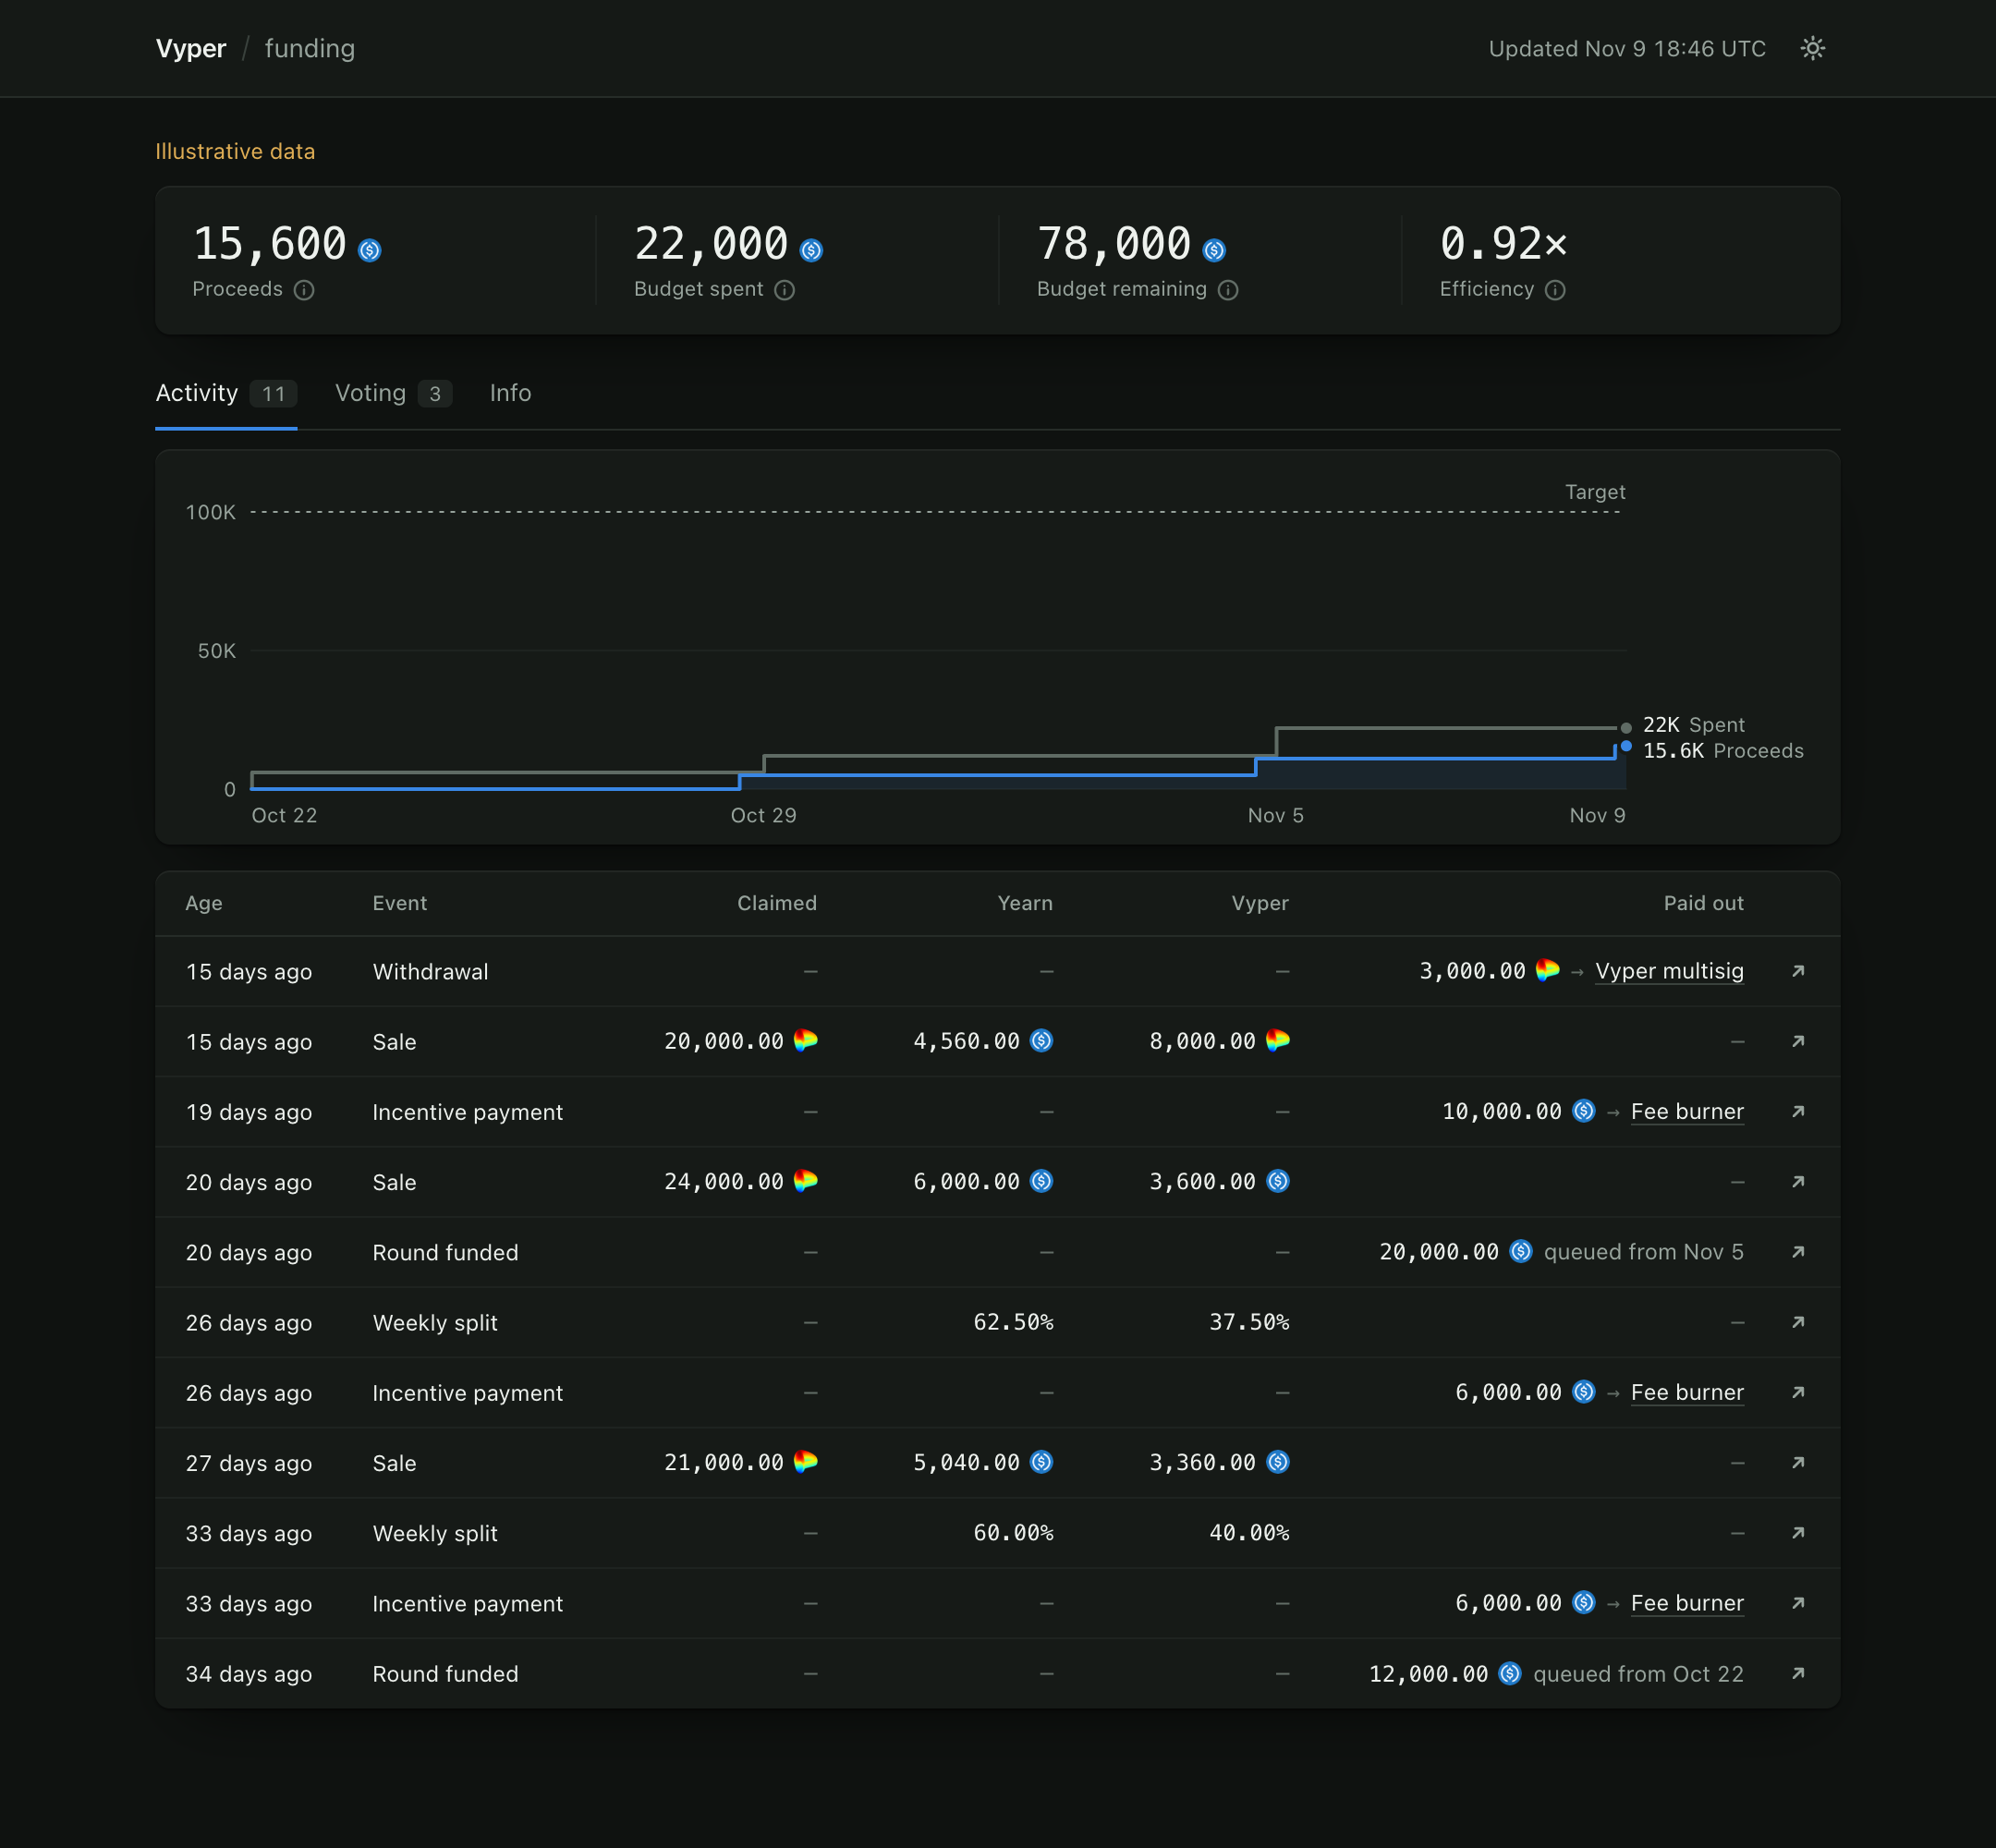 Vyper / funding
Updated Nov 9 18:46 UTC
Illustrative data
15,600
Proceeds
22,000
Budget spent
78,000
Budget remaining
0.92×
Efficiency
Activity 11
Voting 3
Info
Target
100K
50K
0
22K Spent
15.6K Proceeds
Oct 22
Oct 29
Nov 5
Nov 9
Age Event Claimed Yearn Vyper Paid out
15 days ago Withdrawal — — — 3,000.00 → Vyper multisig ↗
15 days ago Sale 20,000.00 4,560.00 8,000.00 — ↗
19 days ago Incentive payment — — — 10,000.00 → Fee burner ↗
20 days ago Sale 24,000.00 6,000.00 3,600.00 — ↗
20 days ago Round funded — — — 20,000.00 queued from Nov 5 ↗
26 days ago Weekly split — 62.50% 37.50% — ↗
26 days ago Incentive payment — — — 6,000.00 → Fee burner ↗
27 days ago Sale 21,000.00 5,040.00 3,360.00 — ↗
33 days ago Weekly split — 60.00% 40.00% — ↗
33 days ago Incentive payment — — — 6,000.00 → Fee burner ↗
34 days ago Round funded — — — 12,000.00 queued from Oct 22 ↗